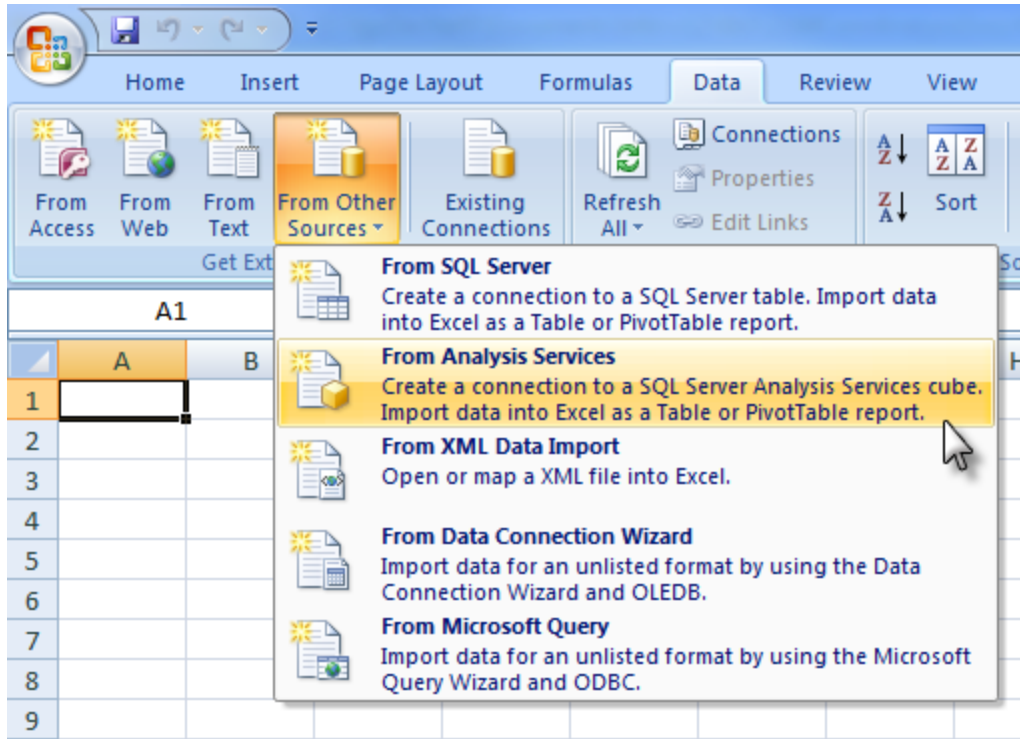 Home Insert Page Layout Formulas Data Review View
From Access
From Web
From Text
From Other Sources
Existing Connections
Refresh All
Connections
Properties
Edit Links
A Z
Z A
A Z
Z A
Sort
Get Ext
So
A1
A B H
1
2
3
4
5
6
7
8
9
From SQL Server
Create a connection to a SQL Server table. Import data
into Excel as a Table or PivotTable report.
From Analysis Services
Create a connection to a SQL Server Analysis Services cube.
Import data into Excel as a Table or PivotTable report.
From XML Data Import
Open or map a XML file into Excel.
From Data Connection Wizard
Import data for an unlisted format by using the Data
Connection Wizard and OLEDB.
From Microsoft Query
Import data for an unlisted format by using the Microsoft
Query Wizard and ODBC.